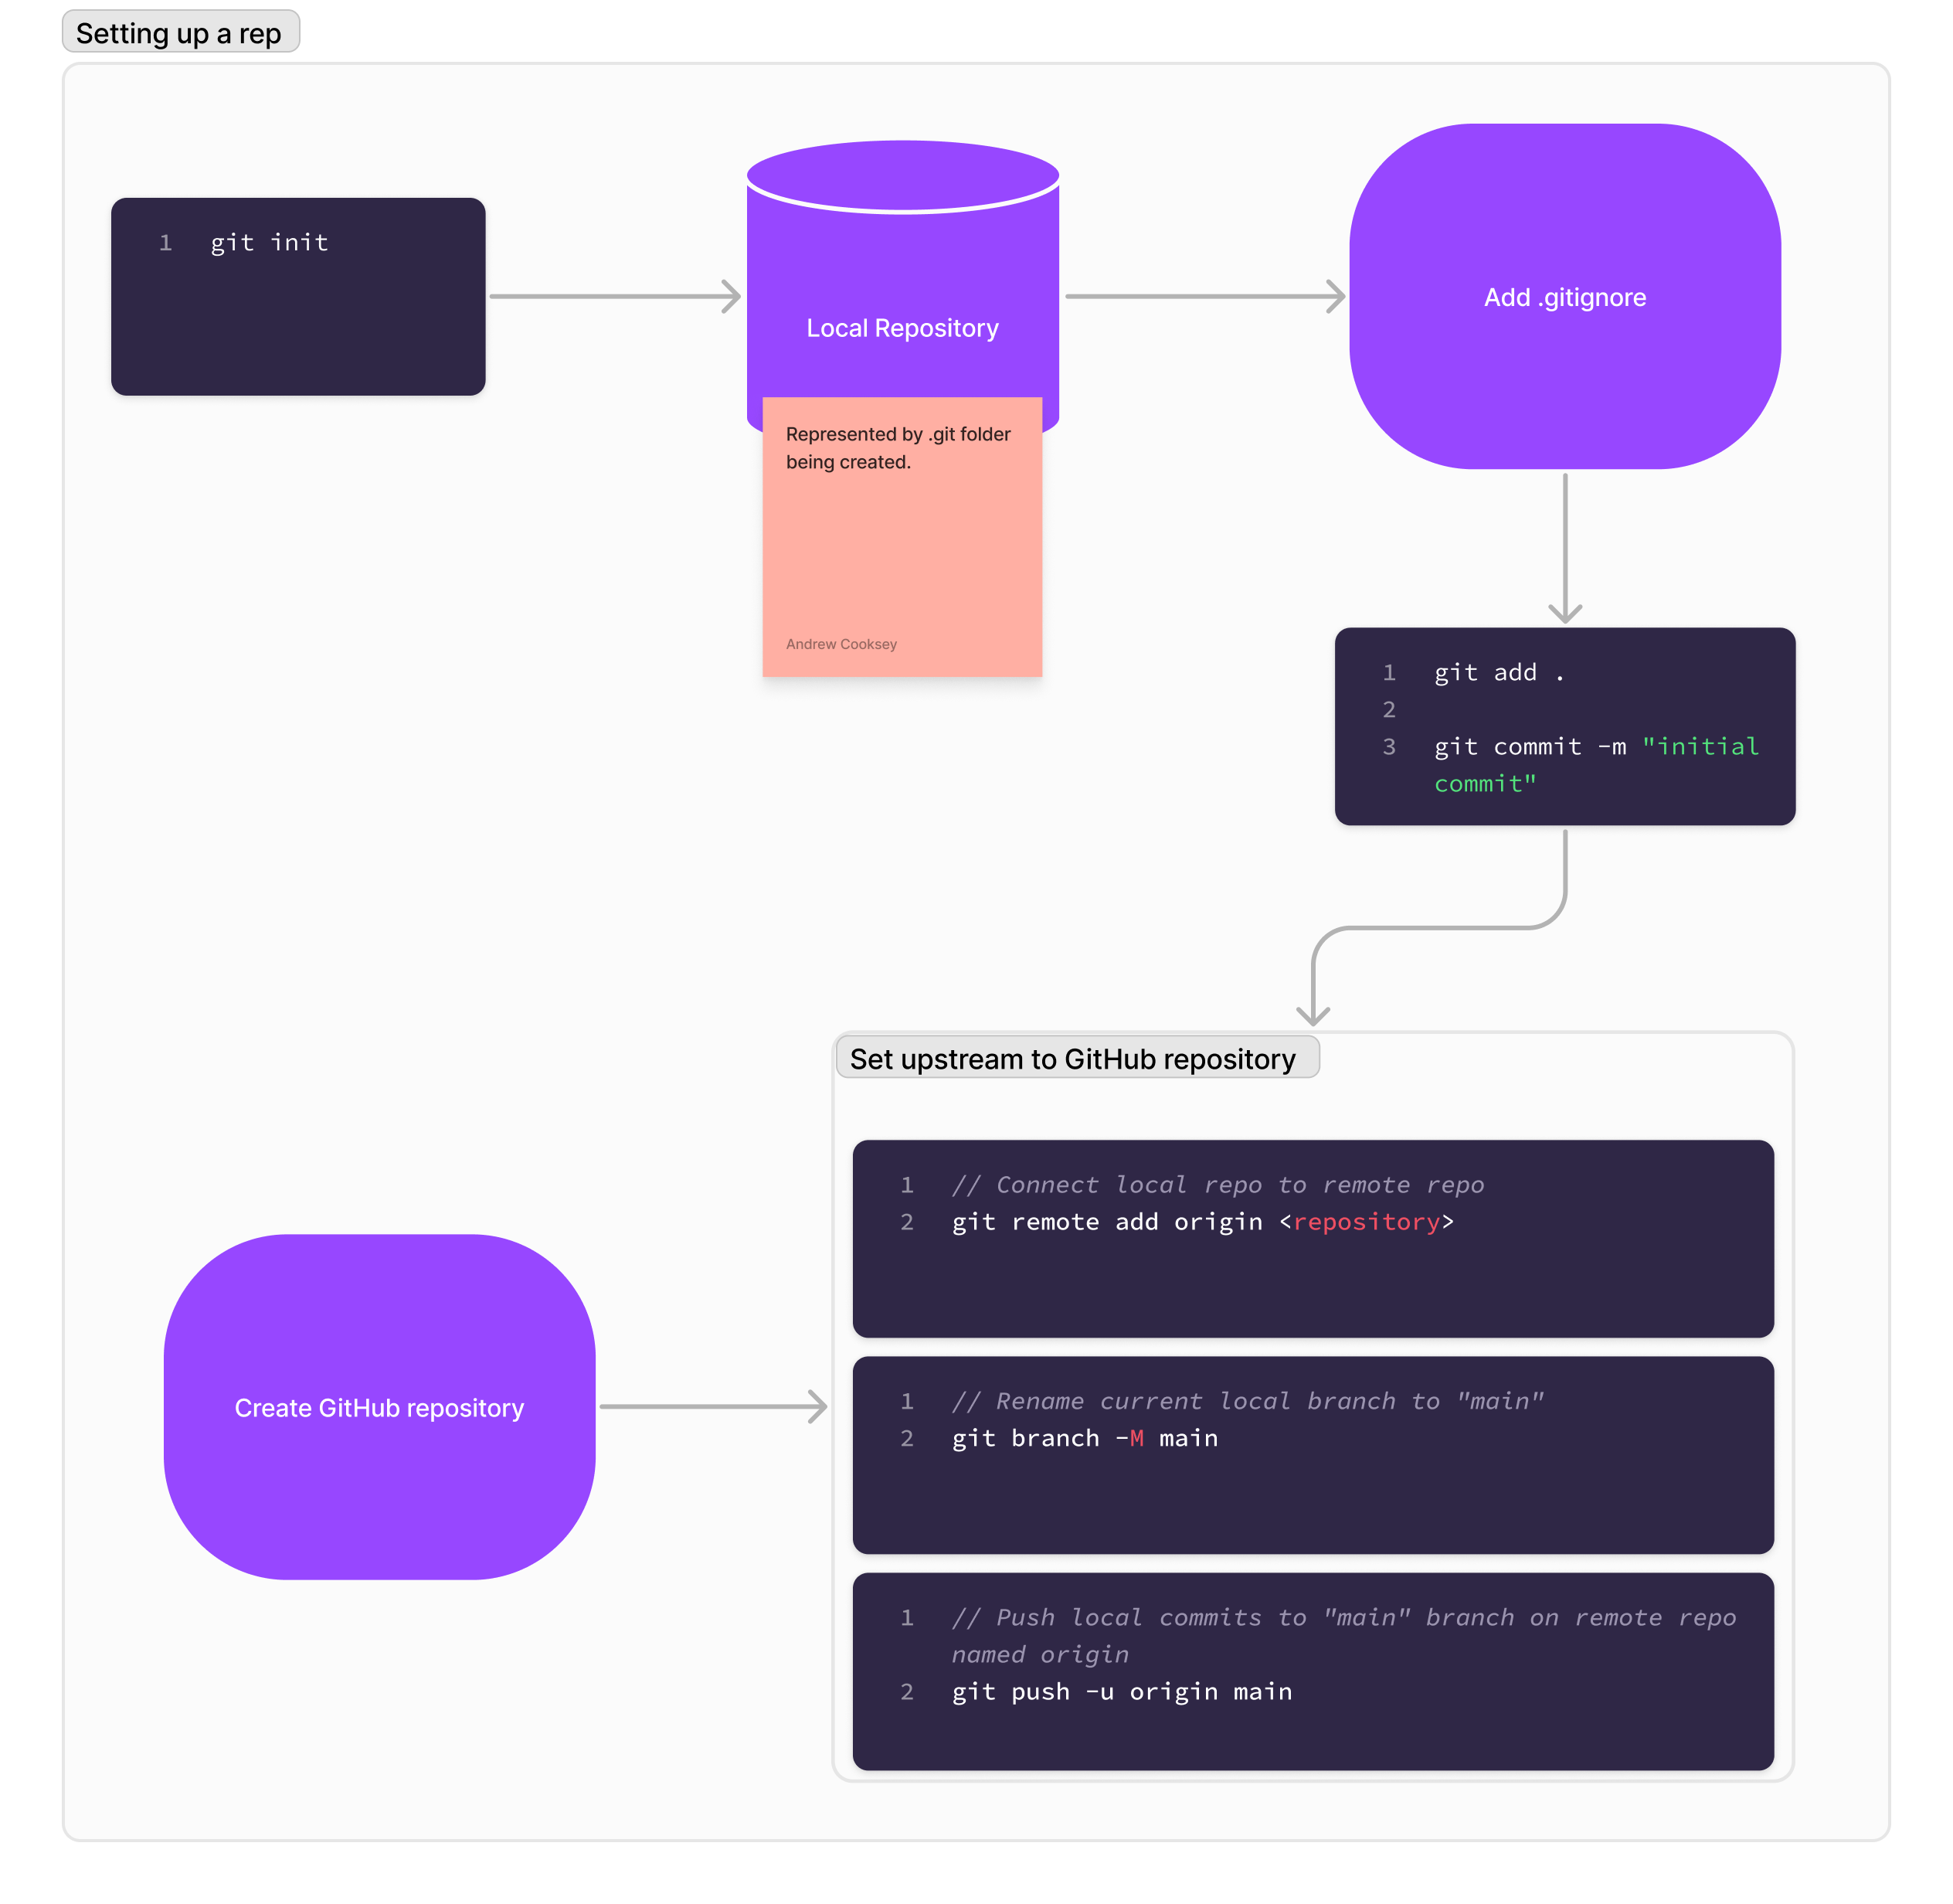 Setting up a rep
1 git init
Local Repository
Represented by .git folder
being created.
Andrew Cooksey
Add .gitignore
1 git add .
2
3 git commit -m "initial
commit"
Set upstream to GitHub repository
1 // Connect local repo to remote repo
2 git remote add origin <repository>
Create GitHub repository
1 // Rename current local branch to "main"
2 git branch -M main
1 // Push local commits to "main" branch on remote repo
named origin
2 git push -u origin main